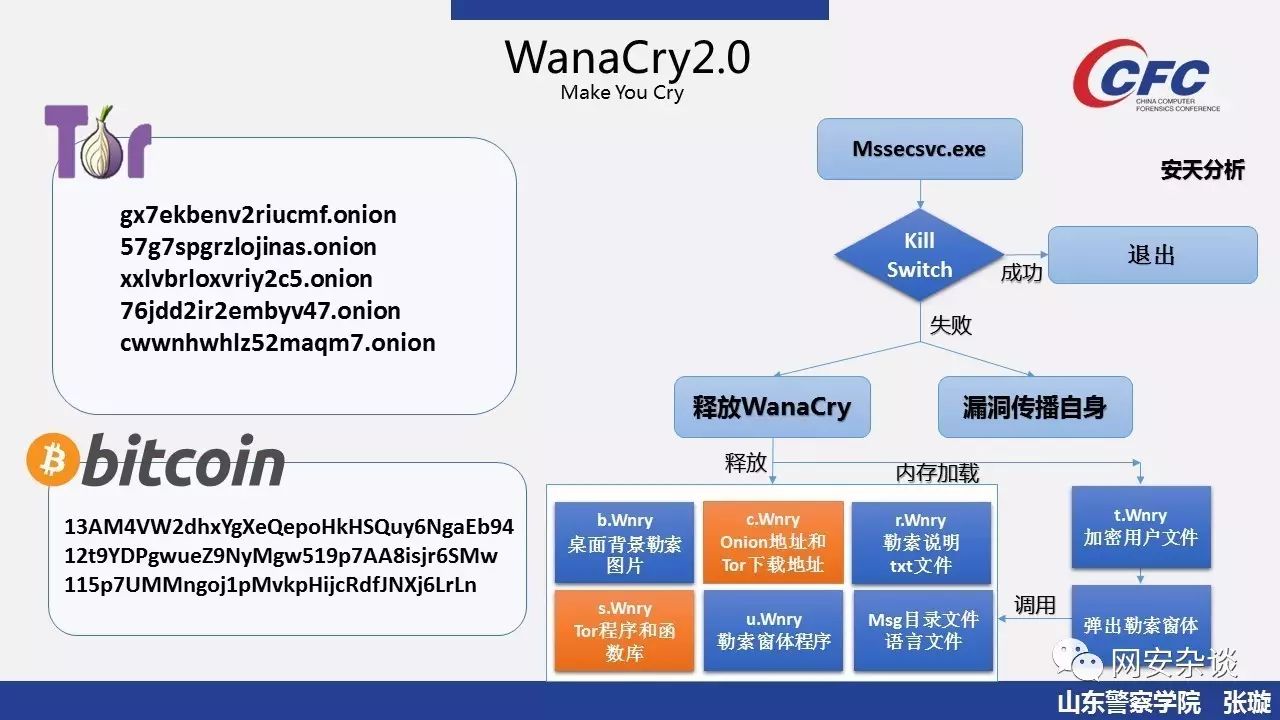 WanaCry2.0
Make You Cry
CFC
CHINA COMPUTER
FORENSICS CONFERENCE
安天分析
Tor
gx7ekbenv2riucmf.onion
57g7spgrzlojinas.onion
xxlvbrloxvriy2c5.onion
76jdd2ir2embyv47.onion
cwwnhwhlz52maqm7.onion
bitcoin
13AM4VW2dhxYgXeQepoHkHSQuy6NgaEb94
12t9YDPgwueZ9NyMgw519p7AA8isjr6SMw
115p7UMMngoj1pMvkpHijcRdfJNXj6LrLn
Mssecsvc.exe
Kill
Switch
成功
退出
失败
释放WanaCry
漏洞传播自身
释放
内存加载
b.Wnry
桌面背景勒索
图片
c.Wnry
Onion地址和
Tor下载地址
r.Wnry
勒索说明
txt文件
s.Wnry
Tor程序和函
数库
u.Wnry
勒索窗体程序
Msg目录文件
语言文件
t.Wnry
加密用户文件
调用
弹出勒索窗体
网安杂谈
山东警察学院 张璇